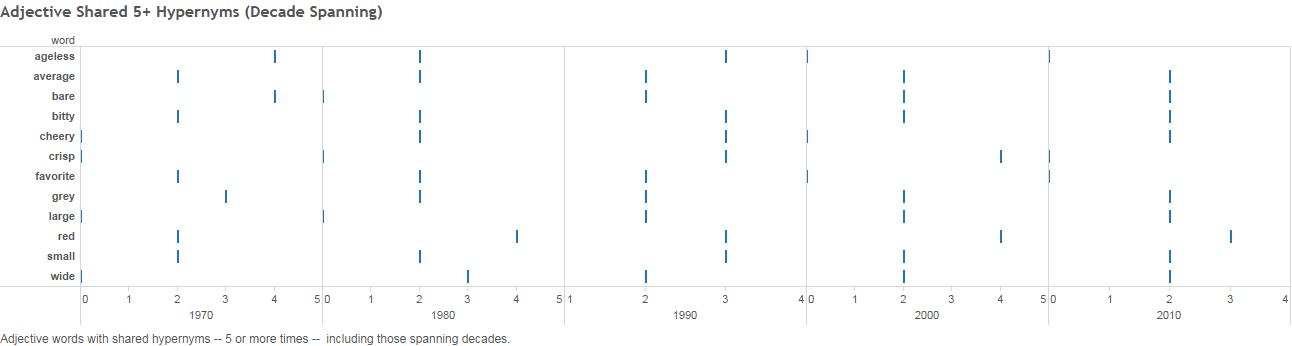 Adjective Shared 5+ Hypernyms (Decade Spanning)
word
ageless
average
bare
bitty
cheery
crisp
favorite
grey
large
red
small
wide
0 1 2 3 4 5 0 1 2 3 4 5 1 2 3 4 0 1 2 3 4 5 0 1 2 3 4
1970 1980 1990 2000 2010
Adjective words with shared hypernyms -- 5 or more times -- including those spanning decades.